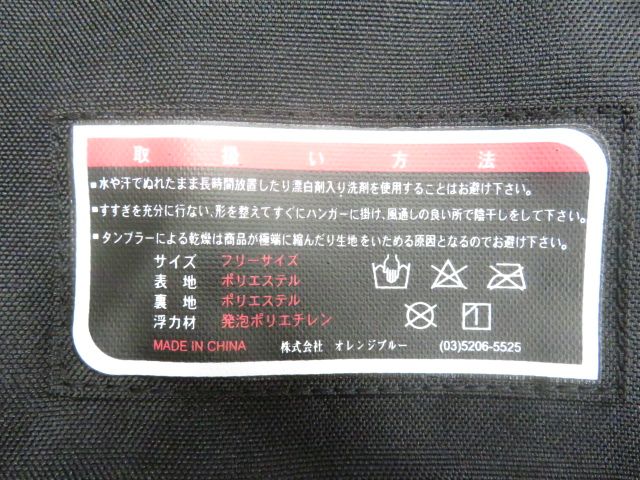 取扱い方法
■水や汗でぬれたまま長時間放置したり漂白剤入り洗剤を使用することはお避け下さい。
■すすぎを充分に行ない、形を整えてすぐにハンガーに掛け、風通しの良い所で陰干しをして下さい。
■タンブラーによる乾燥は商品が極端に縮んだり生地をいためる原因となるのでお避け下さい。
サイズ フリーサイズ
表地 ポリエステル
裏地 ポリエステル
浮力材 発泡ポリエチレン
MADE IN CHINA 株式会社 オレンジブルー (03)5206-5525
1